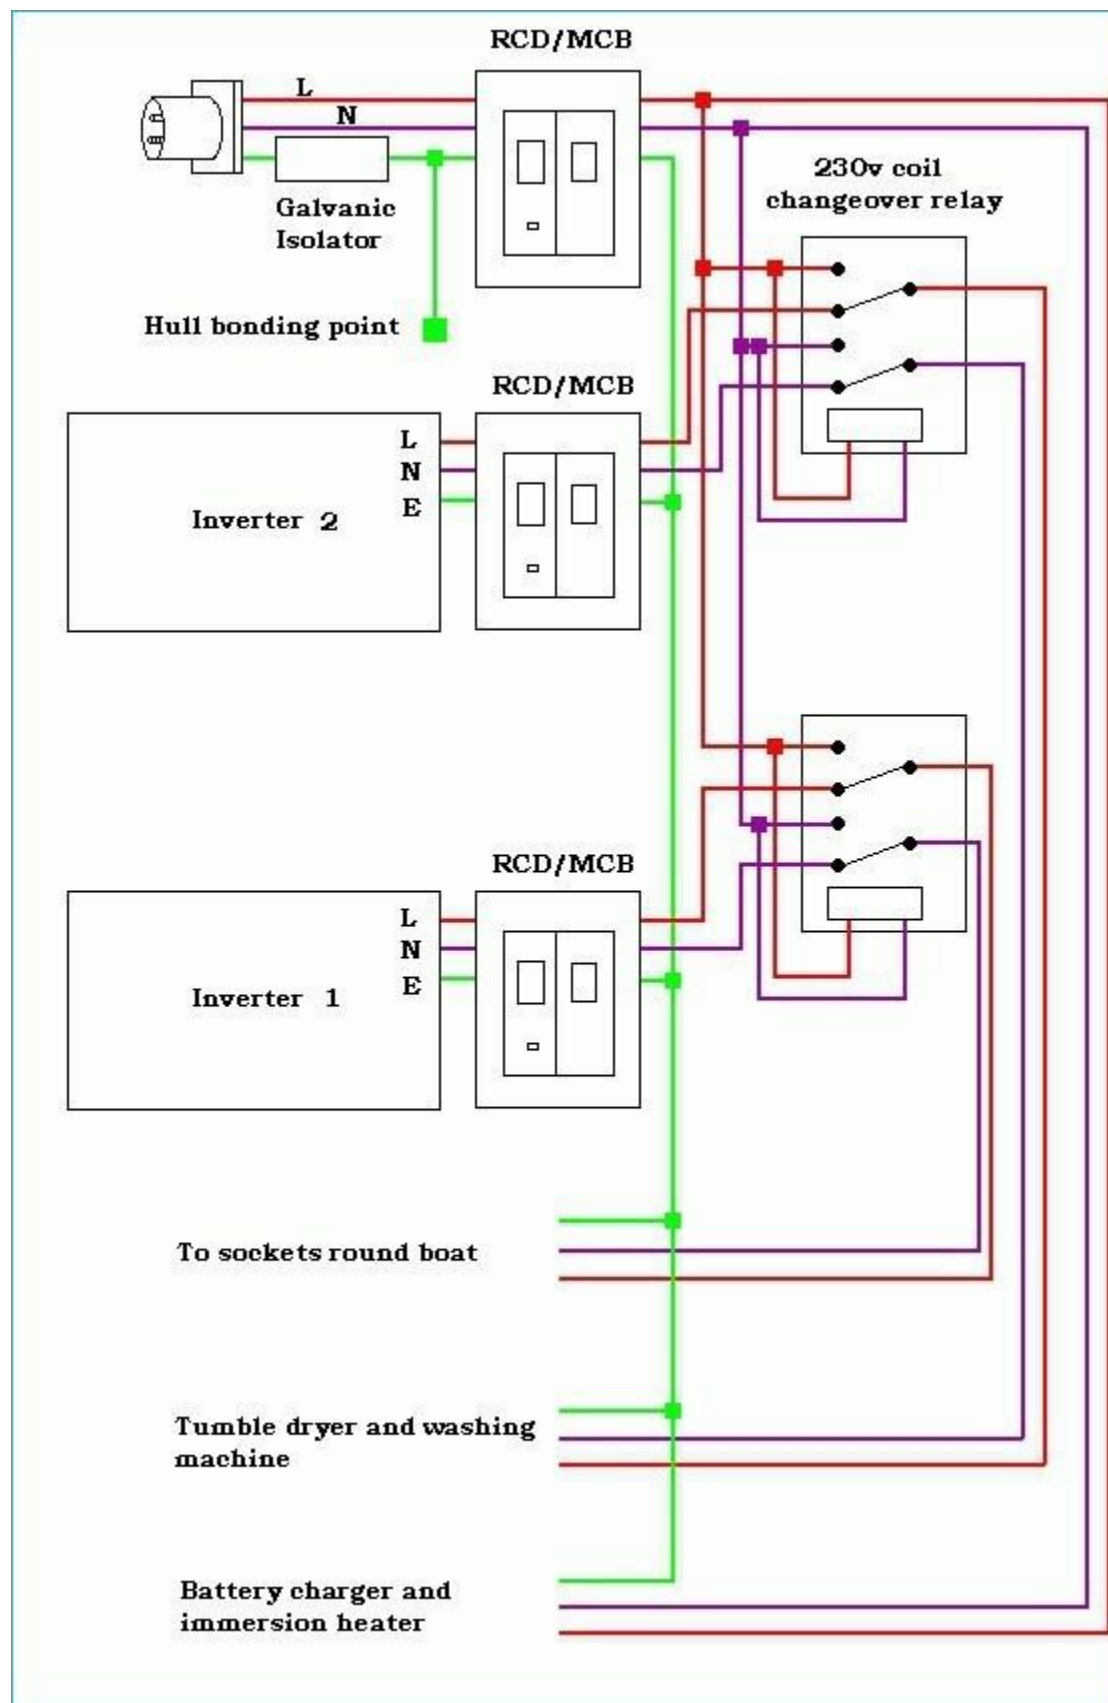 RCD/MCB
L
N
230v coil
changeover relay
Galvanic
Isolator
Hull bonding point
RCD/MCB
L
N
E
Inverter 2
RCD/MCB
L
N
E
Inverter 1
To sockets round boat
Tumble dryer and washing
machine
Battery charger and
immersion heater